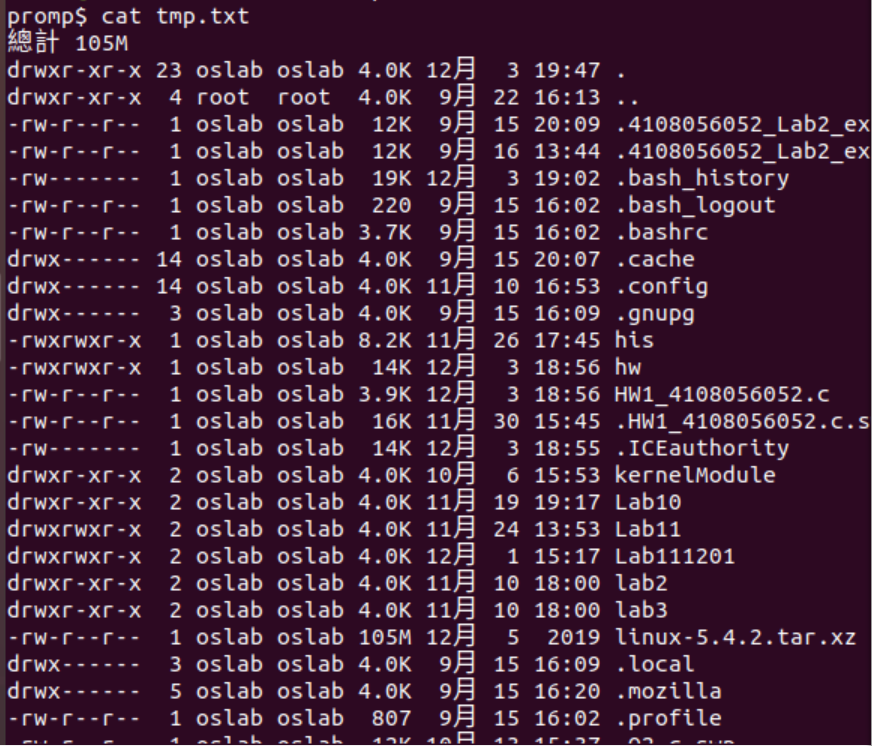 promp$ cat tmp.txt
總計 105M
drwxr-xr-x 23 oslab oslab 4.0K 12月  3 19:47 .
drwxr-xr-x  4 root  root  4.0K  9月 22 16:13 ..
-rw-r--r--  1 oslab oslab  12K  9月 15 20:09 .4108056052_Lab2_ex
-rw-r--r--  1 oslab oslab  12K  9月 16 13:44 .4108056052_Lab2_ex
-rw-------  1 oslab oslab  19K 12月  3 19:02 .bash_history
-rw-r--r--  1 oslab oslab  220  9月 15 16:02 .bash_logout
-rw-r--r--  1 oslab oslab 3.7K  9月 15 16:02 .bashrc
drwx------ 14 oslab oslab 4.0K  9月 15 20:07 .cache
drwx------ 14 oslab oslab 4.0K 11月 10 16:53 .config
drwx------  3 oslab oslab 4.0K  9月 15 16:09 .gnupg
-rwxrwxr-x  1 oslab oslab 8.2K 11月 26 17:45 his
-rwxrwxr-x  1 oslab oslab  14K 12月  3 18:56 hw
-rw-r--r--  1 oslab oslab 3.9K 12月  3 18:56 HW1_4108056052.c
-rw-r--r--  1 oslab oslab  16K 11月 30 15:45 .HW1_4108056052.c.s
-rw-------  1 oslab oslab  14K 12月  3 18:55 .ICEauthority
drwxr-xr-x  2 oslab oslab 4.0K 10月  6 15:53 kernelModule
drwxr-xr-x  2 oslab oslab 4.0K 11月 19 19:17 Lab10
drwxrwxr-x  2 oslab oslab 4.0K 11月 24 13:53 Lab11
drwxrwxr-x  2 oslab oslab 4.0K 12月  1 15:17 Lab111201
drwxr-xr-x  2 oslab oslab 4.0K 11月 10 18:00 lab2
drwxr-xr-x  2 oslab oslab 4.0K 11月 10 18:00 lab3
-rw-r--r--  1 oslab oslab 105M 12月  5  2019 linux-5.4.2.tar.xz
drwx------  3 oslab oslab 4.0K  9月 15 16:09 .local
drwx------  5 oslab oslab 4.0K  9月 15 16:20 .mozilla
-rw-r--r--  1 oslab oslab  807  9月 15 16:02 .profile